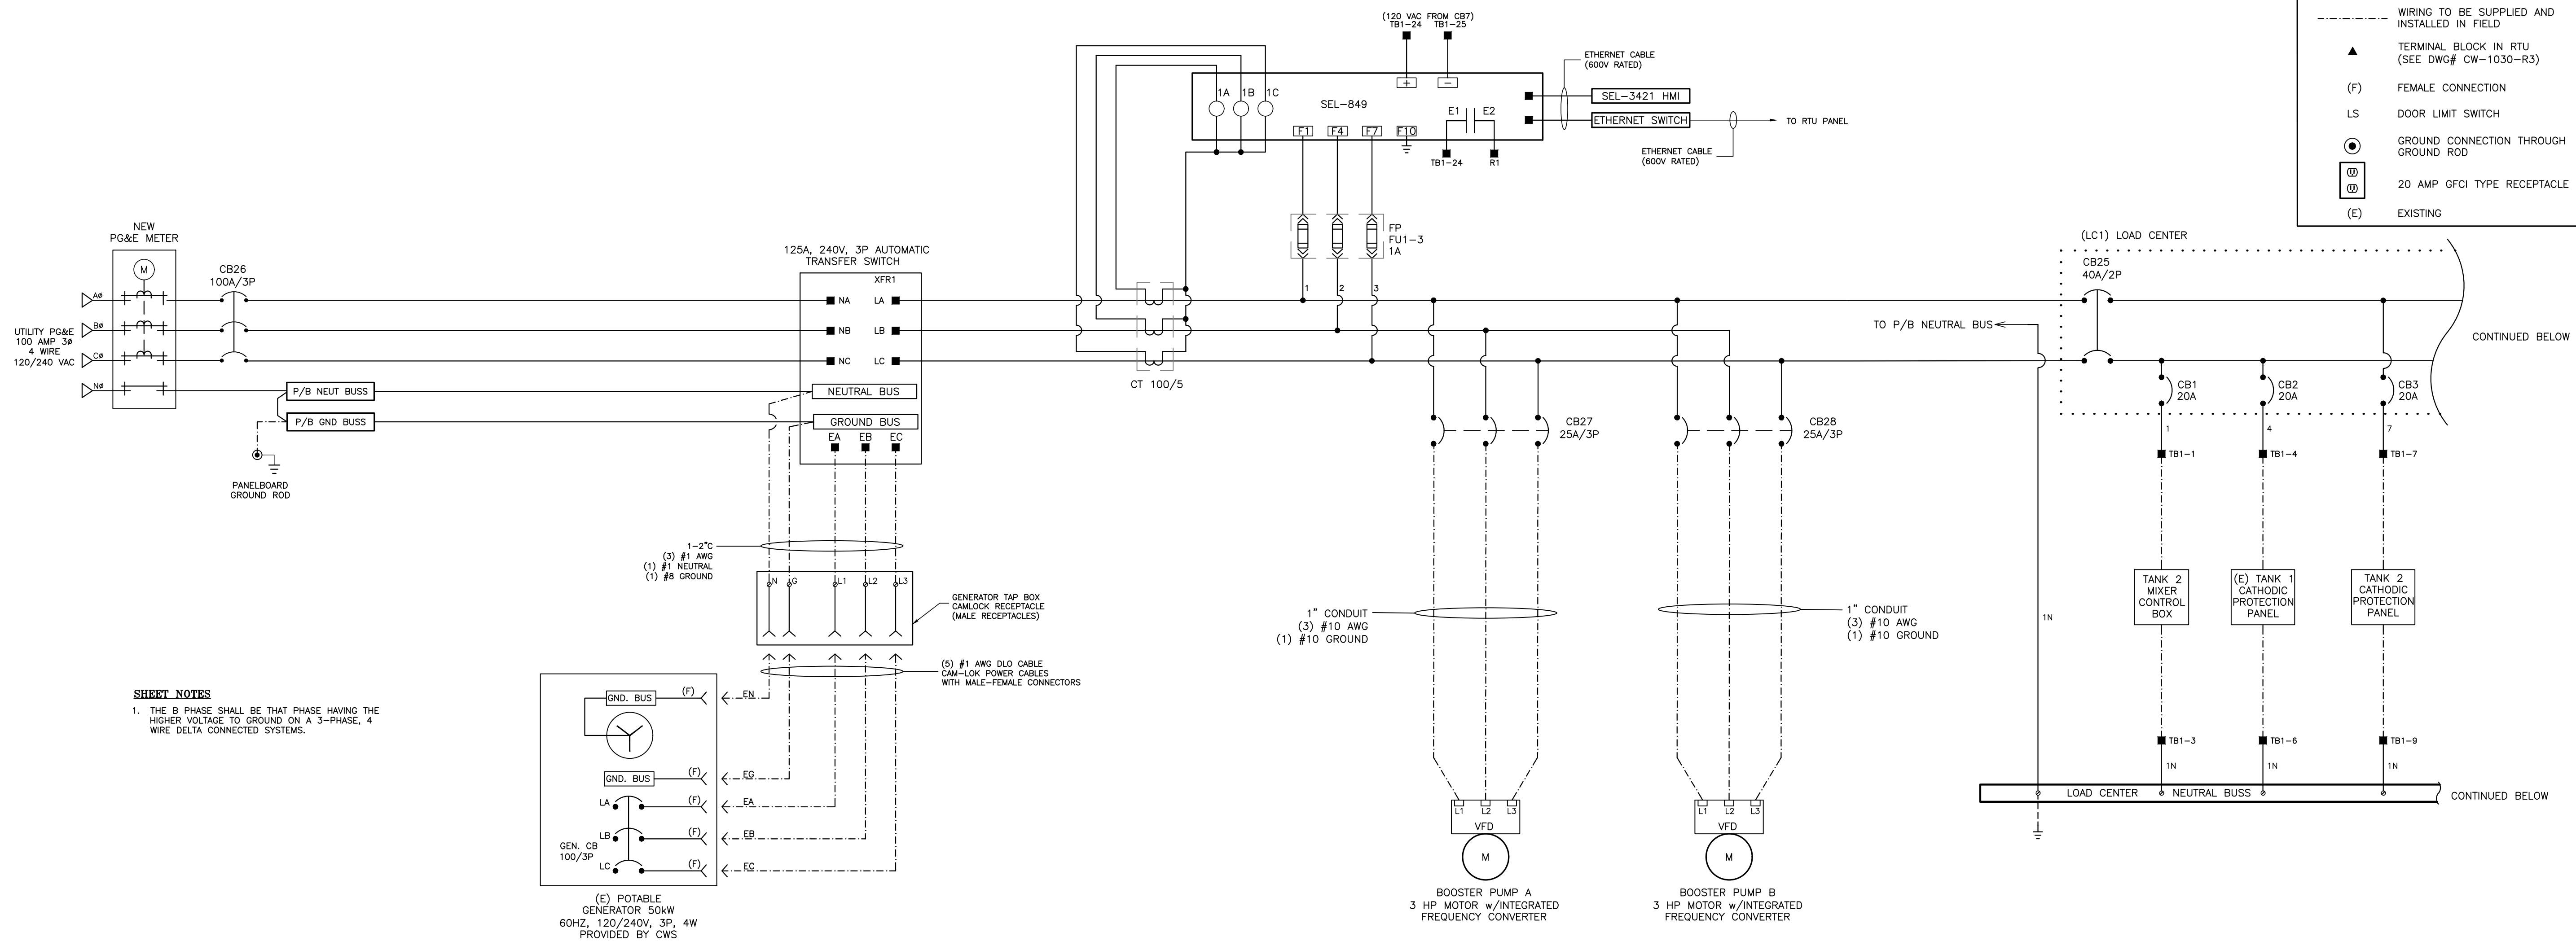 (120 VAC FROM CB7)
TB1-24 TB1-25
ETHERNET CABLE
(600V RATED)
1A 1B 1C
SEL-849
+ -
E1 E2
F1 F4 F7 F10
TB1-24 R1
SEL-3421 HMI
ETHERNET SWITCH
TO RTU PANEL
ETHERNET CABLE
(600V RATED)
WIRING TO BE SUPPLIED AND
INSTALLED IN FIELD
TERMINAL BLOCK IN RTU
(SEE DWG# CW-1030-R3)
(F) FEMALE CONNECTION
LS DOOR LIMIT SWITCH
GROUND CONNECTION THROUGH
GROUND ROD
20 AMP GFCI TYPE RECEPTACLE
(E) EXISTING
NEW
PG&E METER
M
CB26
100A/3P
AØ
BØ
CØ
NØ
UTILITY PG&E
100 AMP 3Ø
4 WIRE
120/240 VAC
P/B NEUT BUSS
P/B GND BUSS
PANELBOARD
GROUND ROD
125A, 240V, 3P AUTOMATIC
TRANSFER SWITCH
XFR1
NA LA
NB LB
NC LC
NEUTRAL BUS
GROUND BUS
EA EB EC
CT 100/5
FP
FU1-3
1A
1 2 3
CB27
25A/3P
CB28
25A/3P
TO P/B NEUTRAL BUS
(LC1) LOAD CENTER
CB25
40A/2P
CONTINUED BELOW
CB1
20A
CB2
20A
CB3
20A
1 4 7
TB1-1 TB1-4 TB1-7
1-2"C
(3) #1 AWG
(1) #1 NEUTRAL
(1) #8 GROUND
N G L1 L2 L3
GENERATOR TAP BOX
CAMLOCK RECEPTACLE
(MALE RECEPTACLES)
(5) #1 AWG DLO CABLE
CAM-LOK POWER CABLES
WITH MALE-FEMALE CONNECTORS
1" CONDUIT
(3) #10 AWG
(1) #10 GROUND
1" CONDUIT
(3) #10 AWG
(1) #10 GROUND
TANK 2
MIXER
CONTROL
BOX
(E) TANK 1
CATHODIC
PROTECTION
PANEL
TANK 2
CATHODIC
PROTECTION
PANEL
1N
SHEET NOTES
1. THE B PHASE SHALL BE THAT PHASE HAVING THE
HIGHER VOLTAGE TO GROUND ON A 3-PHASE, 4
WIRE DELTA CONNECTED SYSTEMS.
GND. BUS (F) EN
GND. BUS (F) EG
LA (F) EA
LB (F) EB
LC (F) EC
GEN. CB
100/3P
(E) POTABLE
GENERATOR 50kW
60HZ, 120/240V, 3P, 4W
PROVIDED BY CWS
L1 L2 L3
VFD
M
BOOSTER PUMP A
3 HP MOTOR w/INTEGRATED
FREQUENCY CONVERTER
L1 L2 L3
VFD
M
BOOSTER PUMP B
3 HP MOTOR w/INTEGRATED
FREQUENCY CONVERTER
TB1-3 TB1-6 TB1-9
1N 1N 1N
LOAD CENTER NEUTRAL BUSS
CONTINUED BELOW